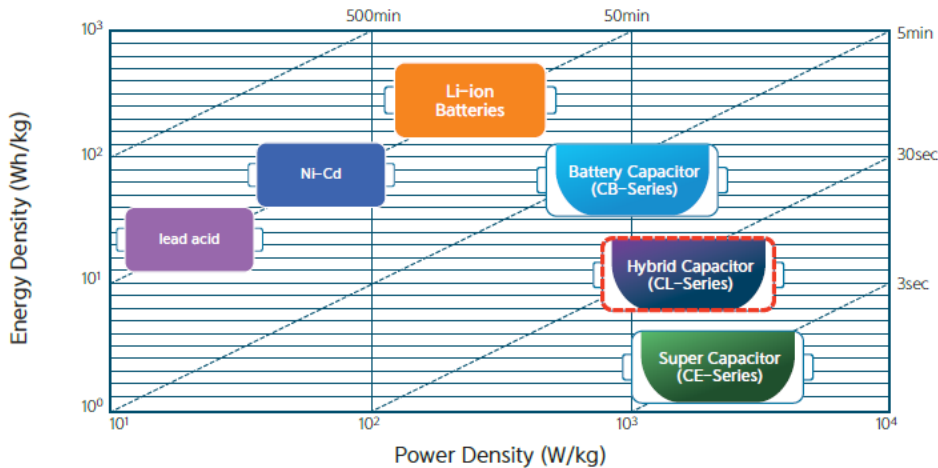 500min
50min
5min
10³
Li-ion
Batteries
Energy Density (Wh/kg)
10²
Ni-Cd
Battery Capacitor
(CB-Series)
30sec
lead acid
Hybrid Capacitor
(CL-Series)
10¹
3sec
Super Capacitor
(CE-Series)
10⁰
10¹
10²
10³
10⁴
Power Density (W/kg)